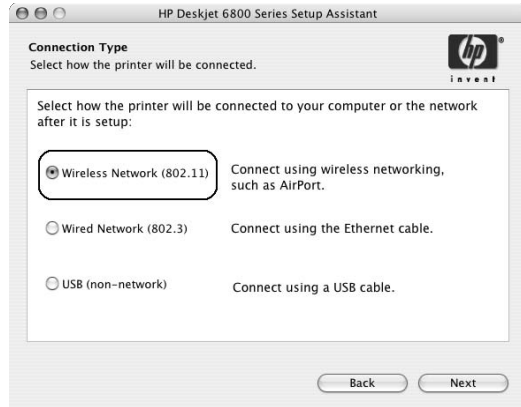 HP Deskjet 6800 Series Setup Assistant
Connection Type
Select how the printer will be connected.
hp
invent
Select how the printer will be connected to your computer or the network
after it is setup:
Wireless Network (802.11)
Connect using wireless networking,
such as AirPort.
Wired Network (802.3)
Connect using the Ethernet cable.
USB (non-network)
Connect using a USB cable.
Back
Next